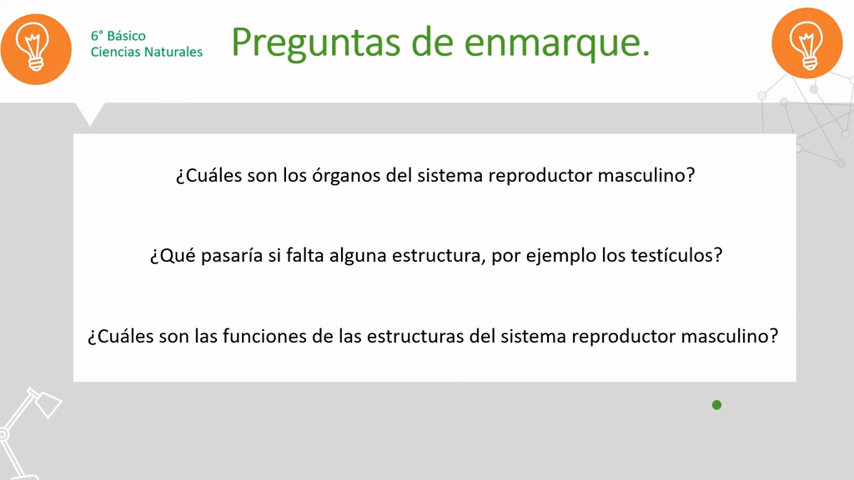 6° Básico
Ciencias Naturales
Preguntas de enmarque.
¿Cuáles son los órganos del sistema reproductor masculino?
¿Qué pasaría si falta alguna estructura, por ejemplo los testículos?
¿Cuáles son las funciones de las estructuras del sistema reproductor masculino?